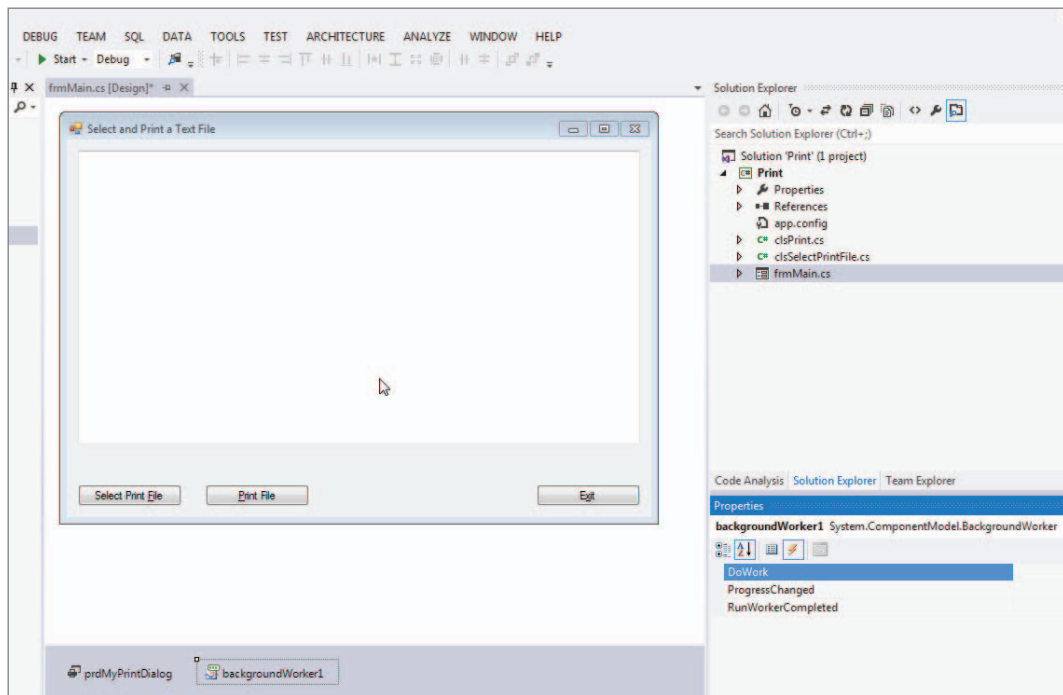 DEBUG TEAM SQL DATA TOOLS TEST ARCHITECTURE ANALYZE WINDOW HELP
Start Debug
frmMain.cs [Design]*
Select and Print a Text File
Select Print File
Print File
Exit
prdMyPrintDialog
backgroundWorker1
Solution Explorer
Search Solution Explorer (Ctrl+;)
Solution 'Print' (1 project)
C# Print
Properties
References
app.config
C# clsPrint.cs
C# clsSelectPrintFile.cs
frmMain.cs
Code Analysis Solution Explorer Team Explorer
Properties
backgroundWorker1 System.ComponentModel.BackgroundWorker
DoWork
ProgressChanged
RunWorkerCompleted